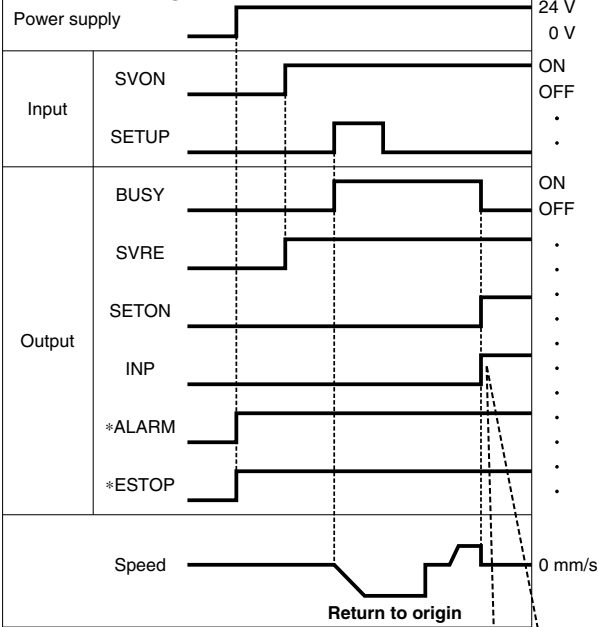 Power supply
24 V
0 V
Input
SVON
ON
OFF
SETUP
Output
BUSY
ON
OFF
SVRE
SETON
INP
∗ALARM
∗ESTOP
Speed
0 mm/s
Return to origin